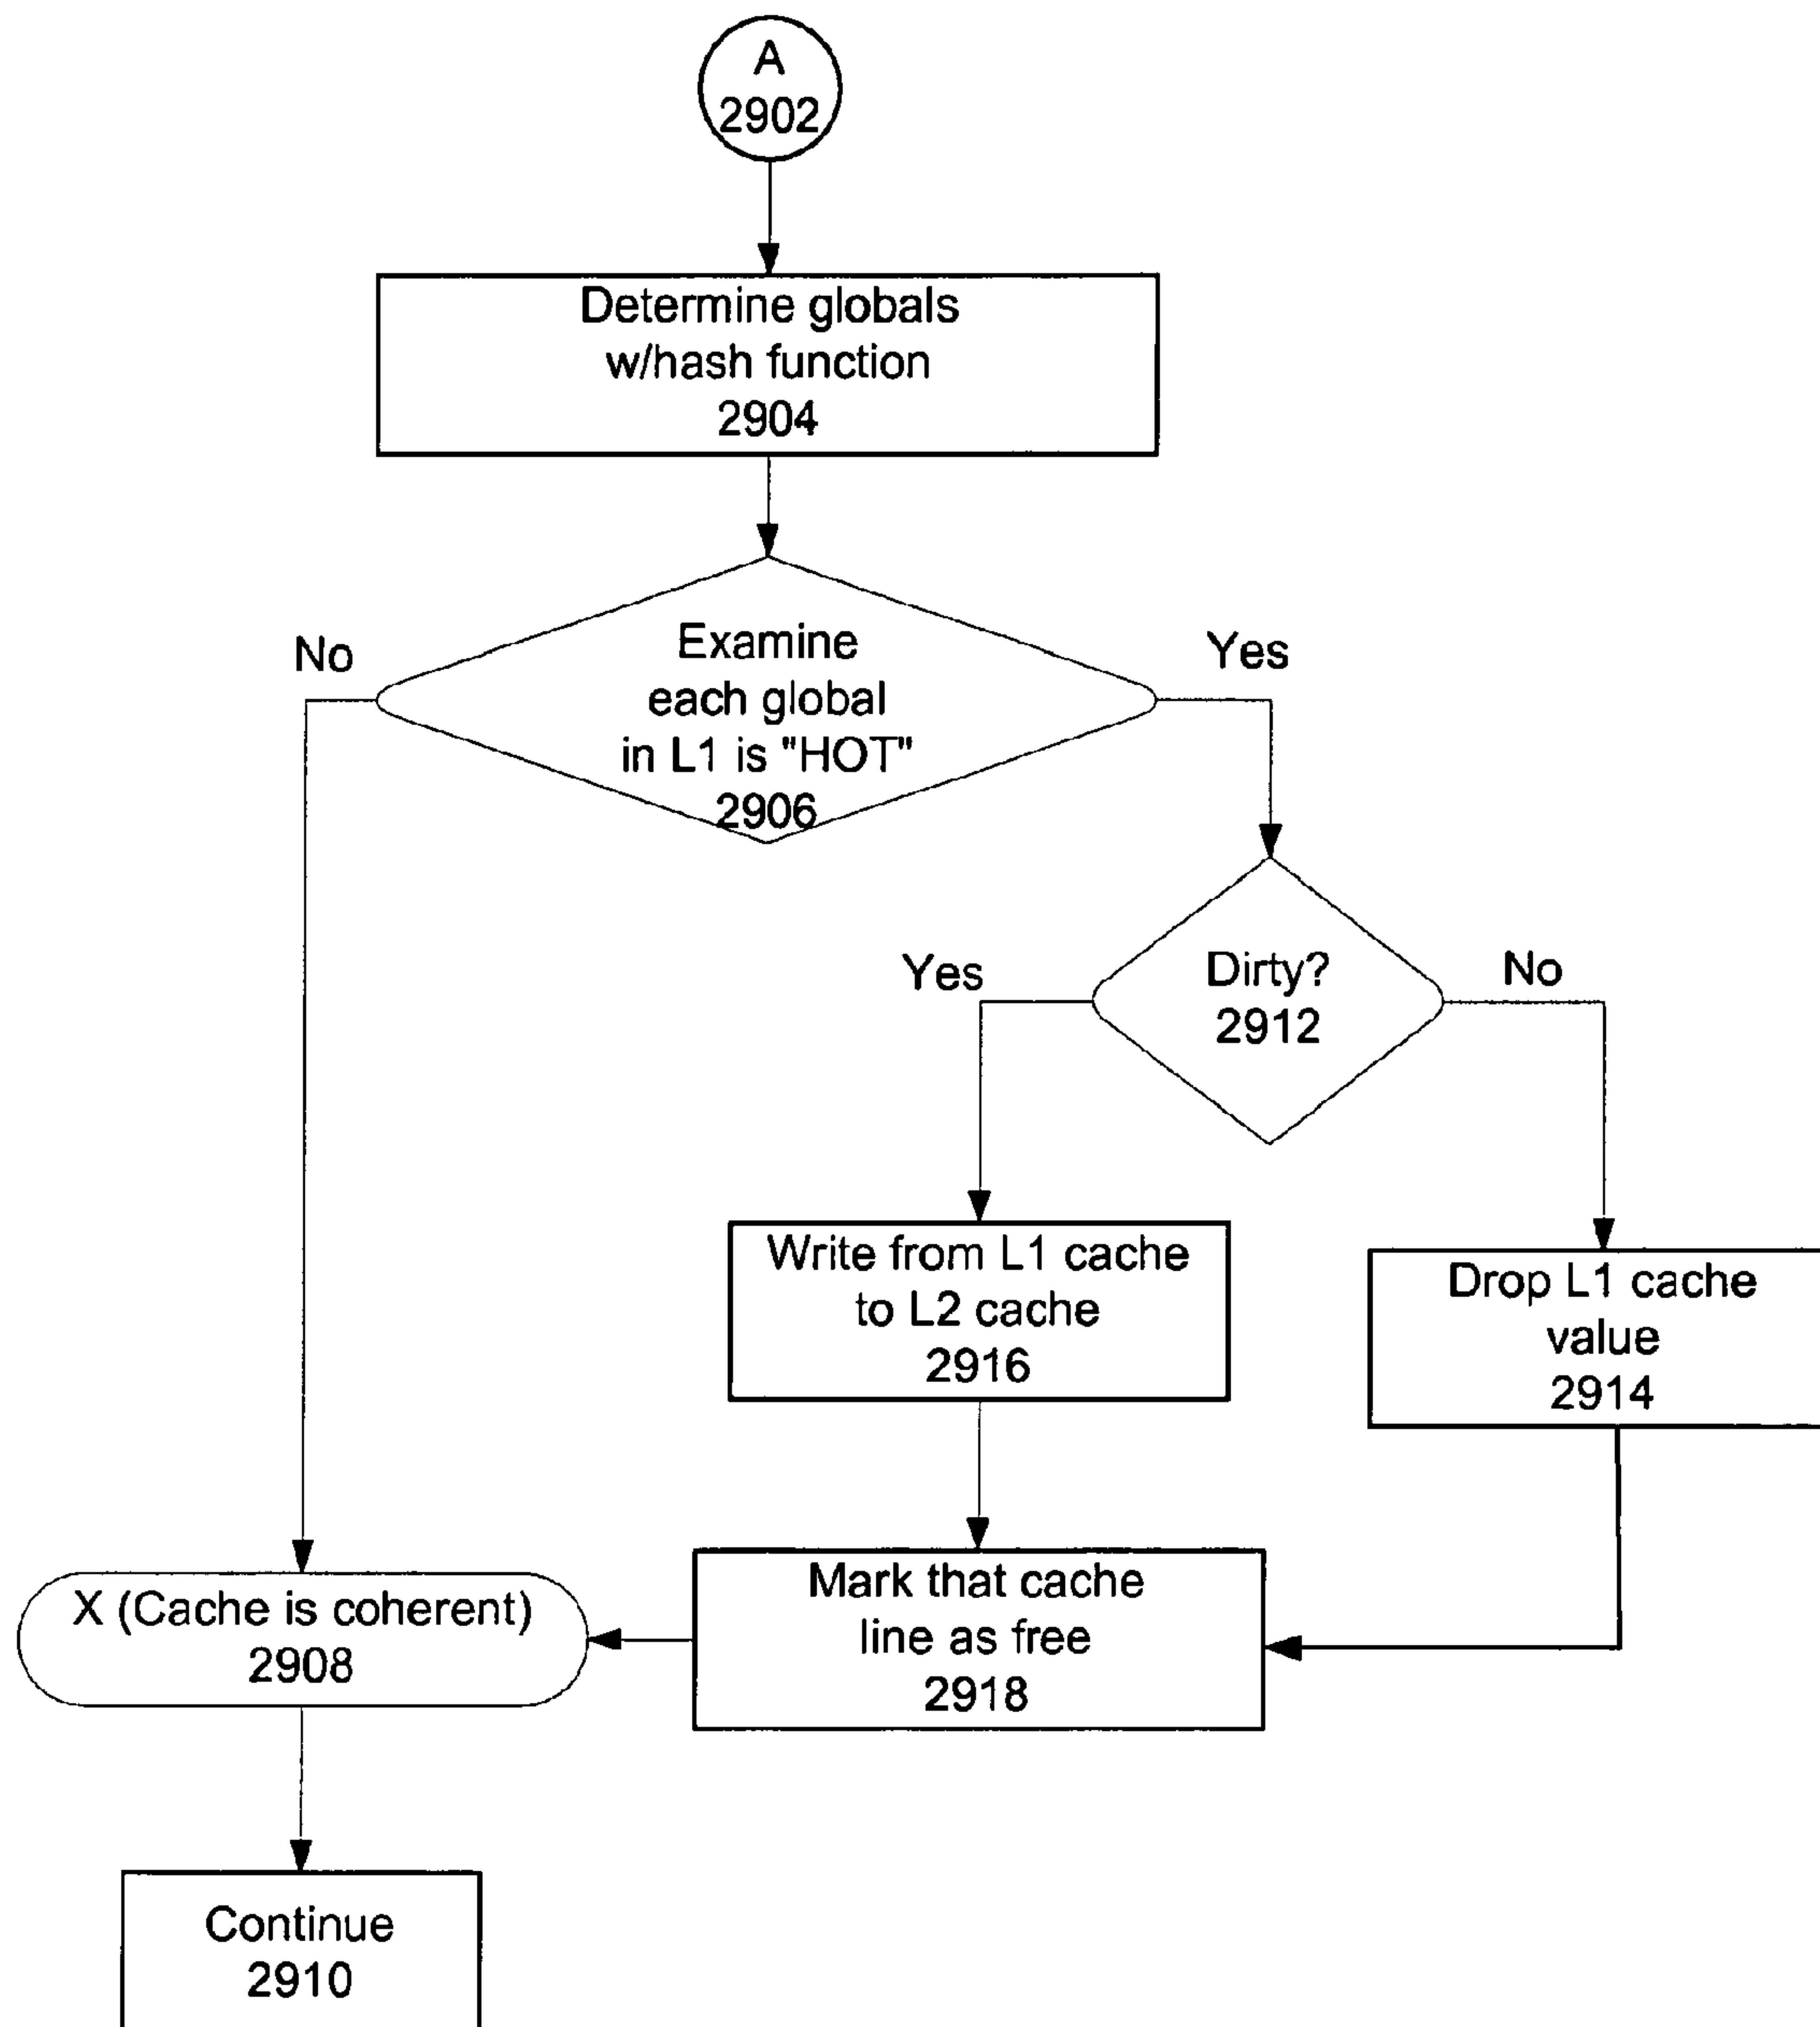 A
2902
Determine globals
w/hash function
2904
No
Examine
each global
in L1 is "HOT"
2906
Yes
Yes
Dirty?
2912
No
Write from L1 cache
to L2 cache
2916
Drop L1 cache
value
2914
X (Cache is coherent)
2908
Mark that cache
line as free
2918
Continue
2910